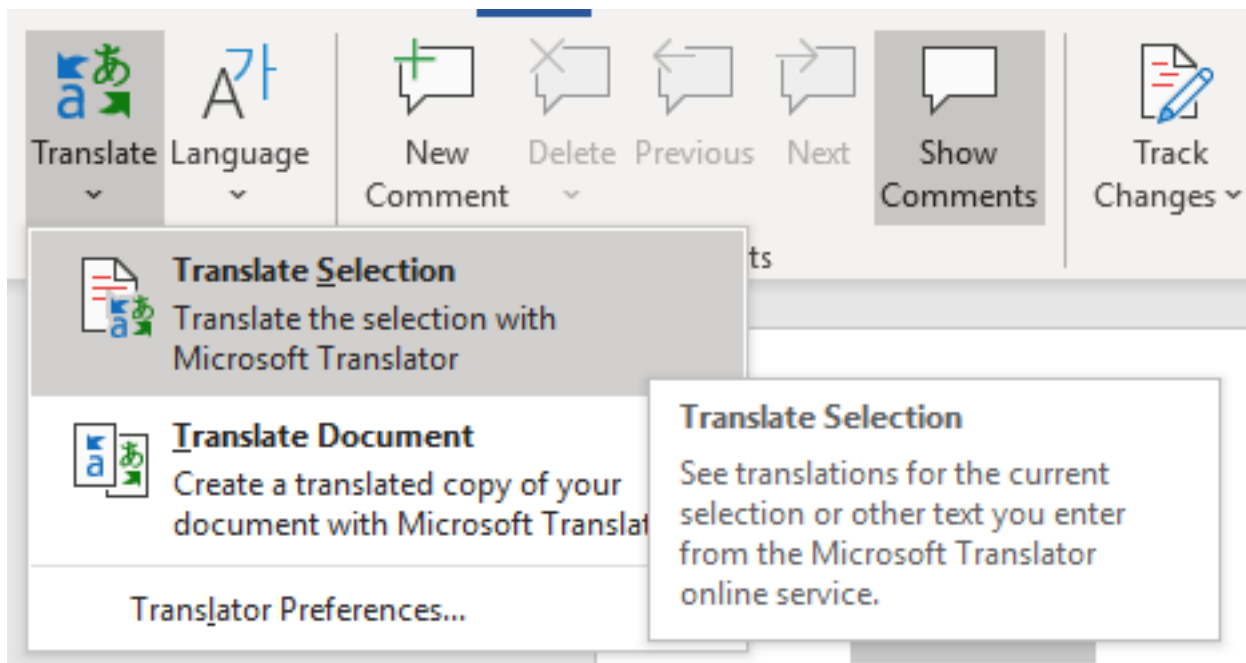 Translate
Language
New
Comment
Delete
Previous
Next
Show
Comments
Track
Changes
ts
Translate Selection
Translate the selection with
Microsoft Translator
Translate Document
Create a translated copy of your
document with Microsoft Translat
Translator Preferences...
Translate Selection
See translations for the current
selection or other text you enter
from the Microsoft Translator
online service.